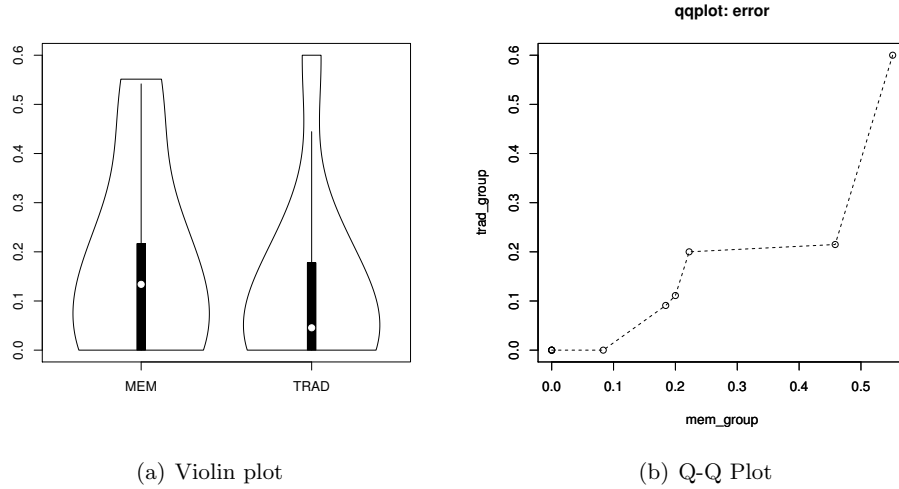 qqplot: error
0.6
0.5
0.4
0.3
0.2
0.1
0.0
MEM
TRAD
trad_group
0.6
0.5
0.4
0.3
0.2
0.1
0.0
0.0 0.1 0.2 0.3 0.4 0.5
mem_group
(a) Violin plot
(b) Q-Q Plot